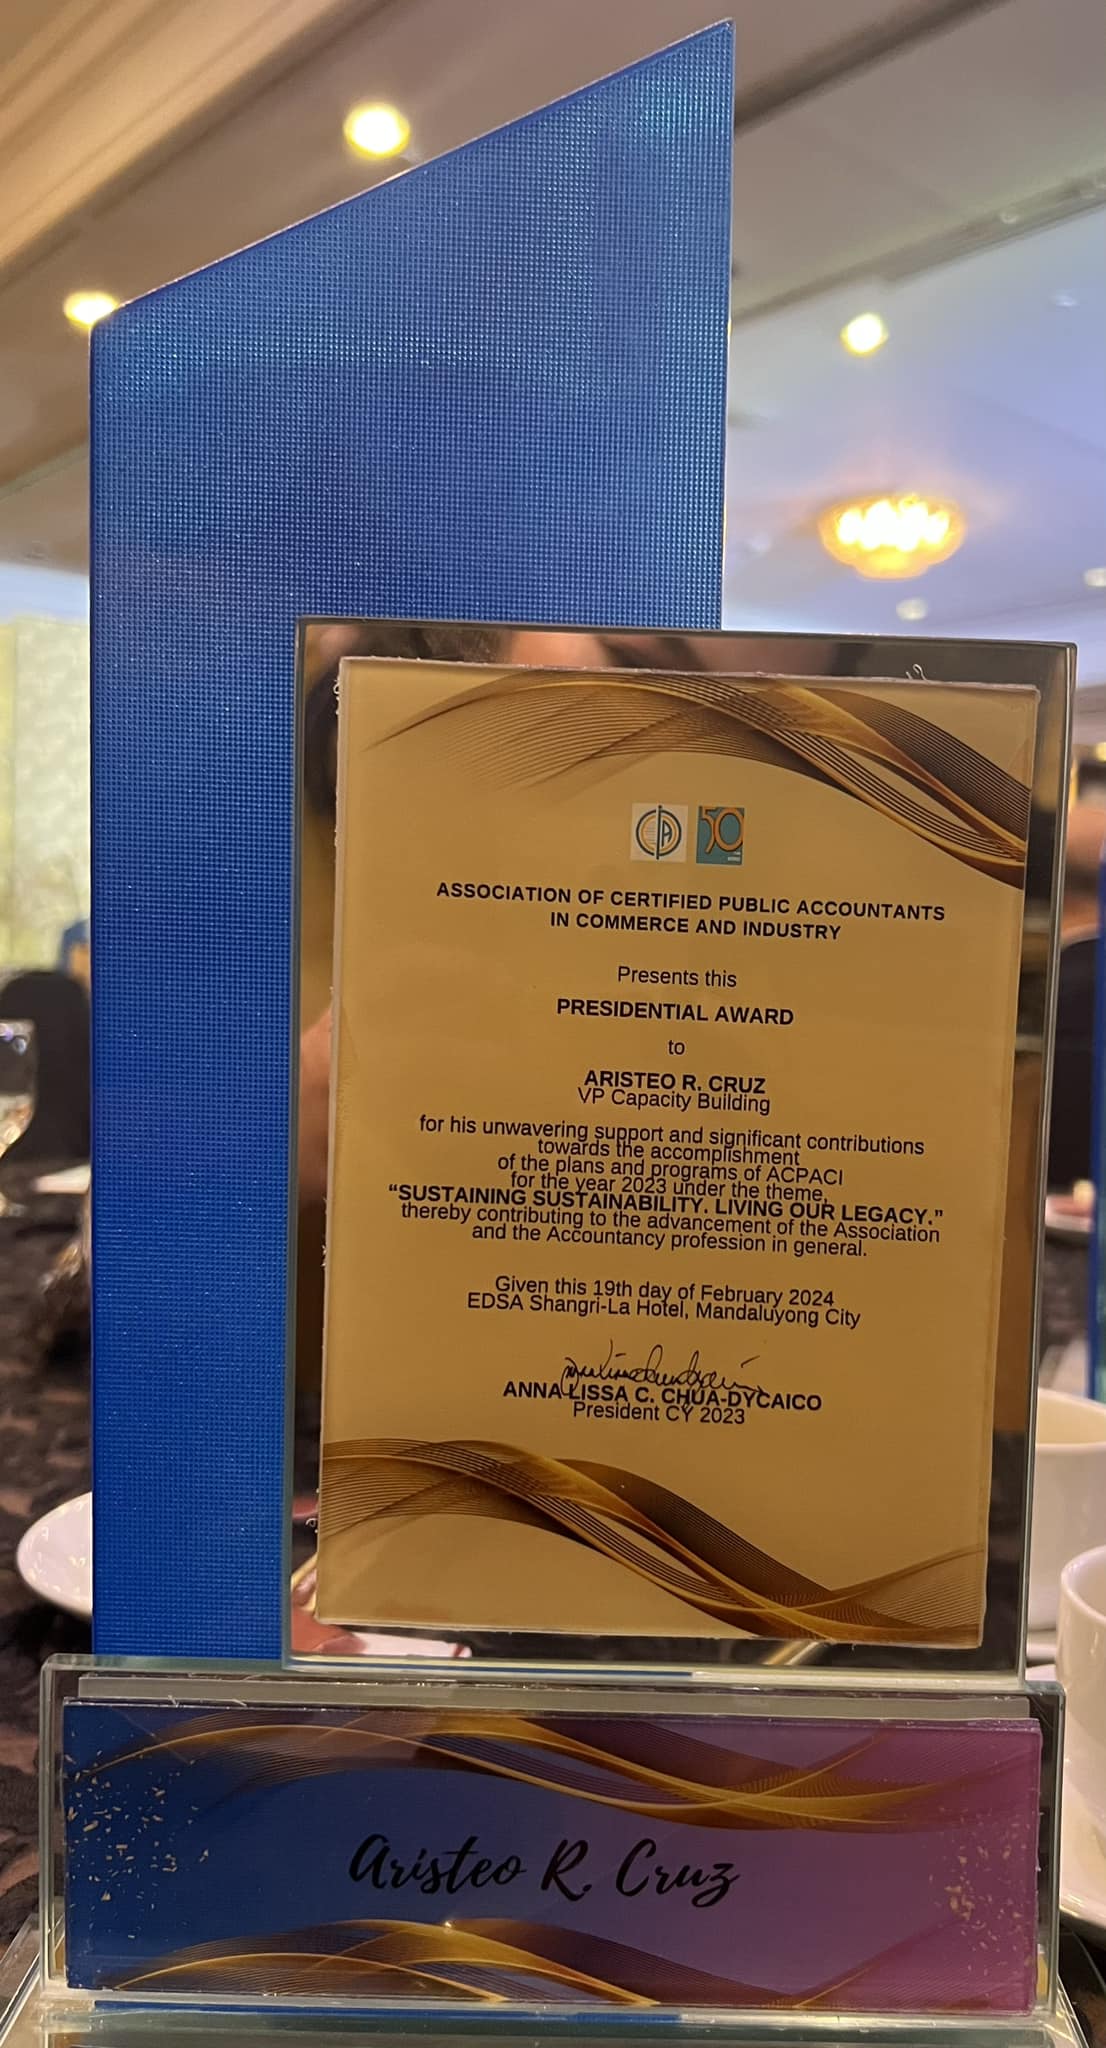 CPA
50
ASSOCIATION OF CERTIFIED PUBLIC ACCOUNTANTS
IN COMMERCE AND INDUSTRY
Presents this
PRESIDENTIAL AWARD
to
ARISTEO R. CRUZ
VP Capacity Building
for his unwavering support and significant contributions
towards the accomplishment
of the plans and programs of ACPACI
for the year 2023 under the theme,
“SUSTAINING SUSTAINABILITY. LIVING OUR LEGACY.”
thereby contributing to the advancement of the Association
and the Accountancy profession in general.
Given this 19th day of February 2024
EDSA Shangri-La Hotel, Mandaluyong City
ANNA LISSA C. CHUA-DYCAICO
President CY 2023
Aristeo R. Cruz